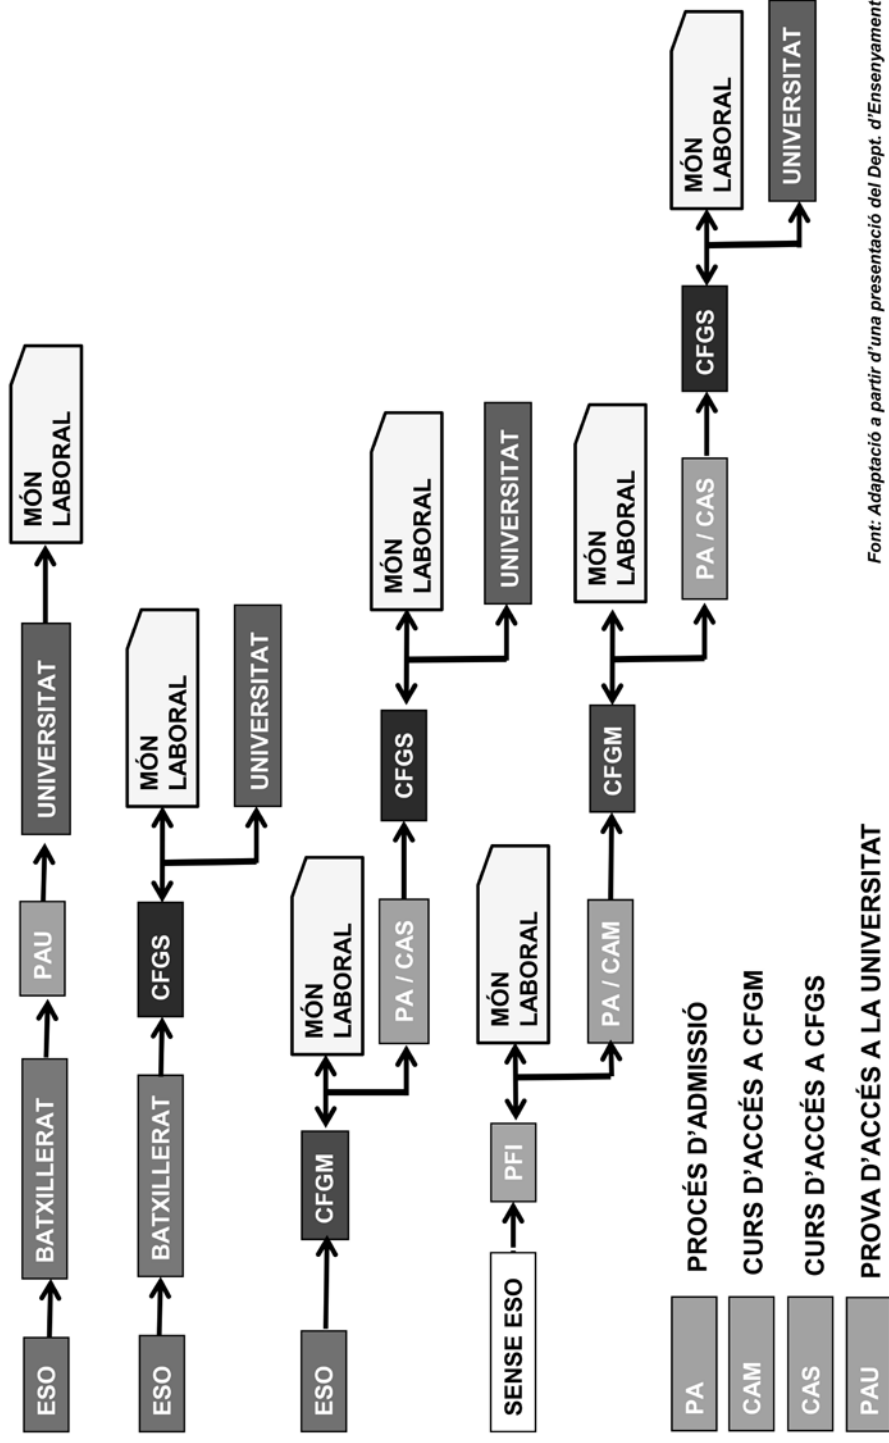 ESO
BATXILLERAT
PAU
UNIVERSITAT
MÓN
LABORAL
ESO
BATXILLERAT
CFGS
MÓN
LABORAL
UNIVERSITAT
ESO
CFGM
MÓN
LABORAL
PA / CAS
CFGS
MÓN
LABORAL
UNIVERSITAT
SENSE ESO
PFI
MÓN
LABORAL
PA / CAM
CFGM
MÓN
LABORAL
PA / CAS
CFGS
MÓN
LABORAL
UNIVERSITAT
PA PROCÉS D'ADMISSIÓ
CAM CURS D'ACCÉS A CFGM
CAS CURS D'ACCÉS A CFGS
PAU PROVA D'ACCÉS A LA UNIVERSITAT
Font: Adaptació a partir d'una presentació del Dept. d'Ensenyament